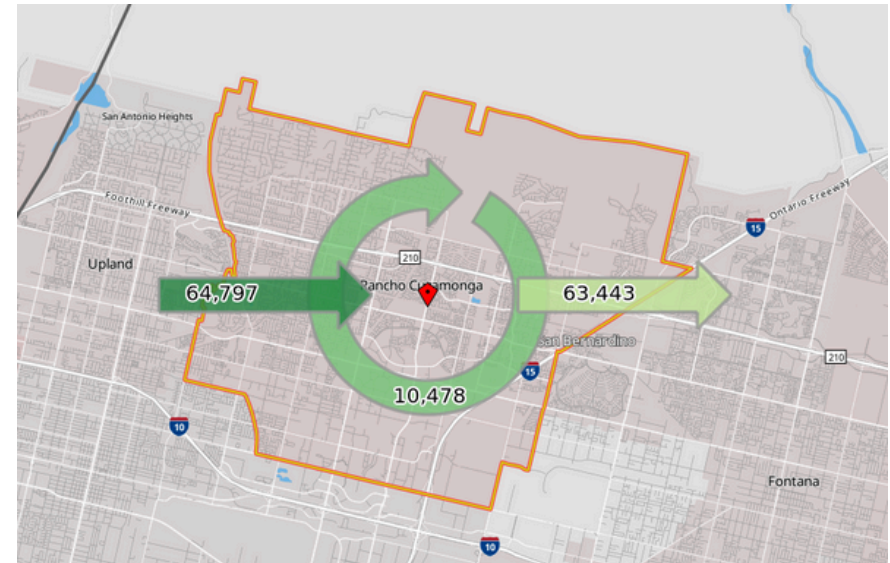 San Antonio Heights
Foothill Freeway
Ontario Freeway
15
210
Upland
64,797
Rancho Cucamonga
63,443
San Bernardino
210
15
10,478
10
Fontana
10